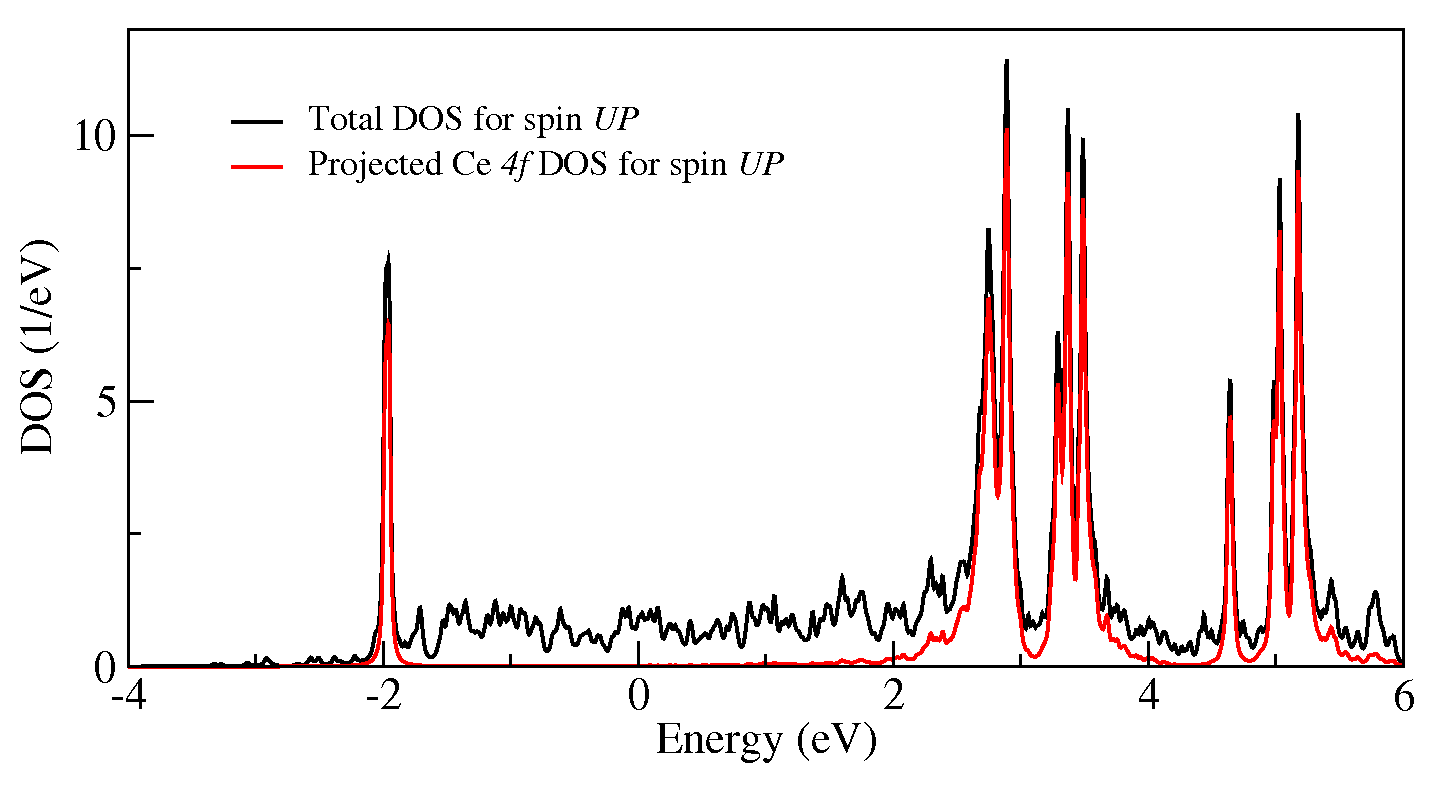 Total DOS for spin UP
Projected Ce 4f DOS for spin UP
DOS (1/eV)
10
5
0
-4 -2 0 2 4 6
Energy (eV)